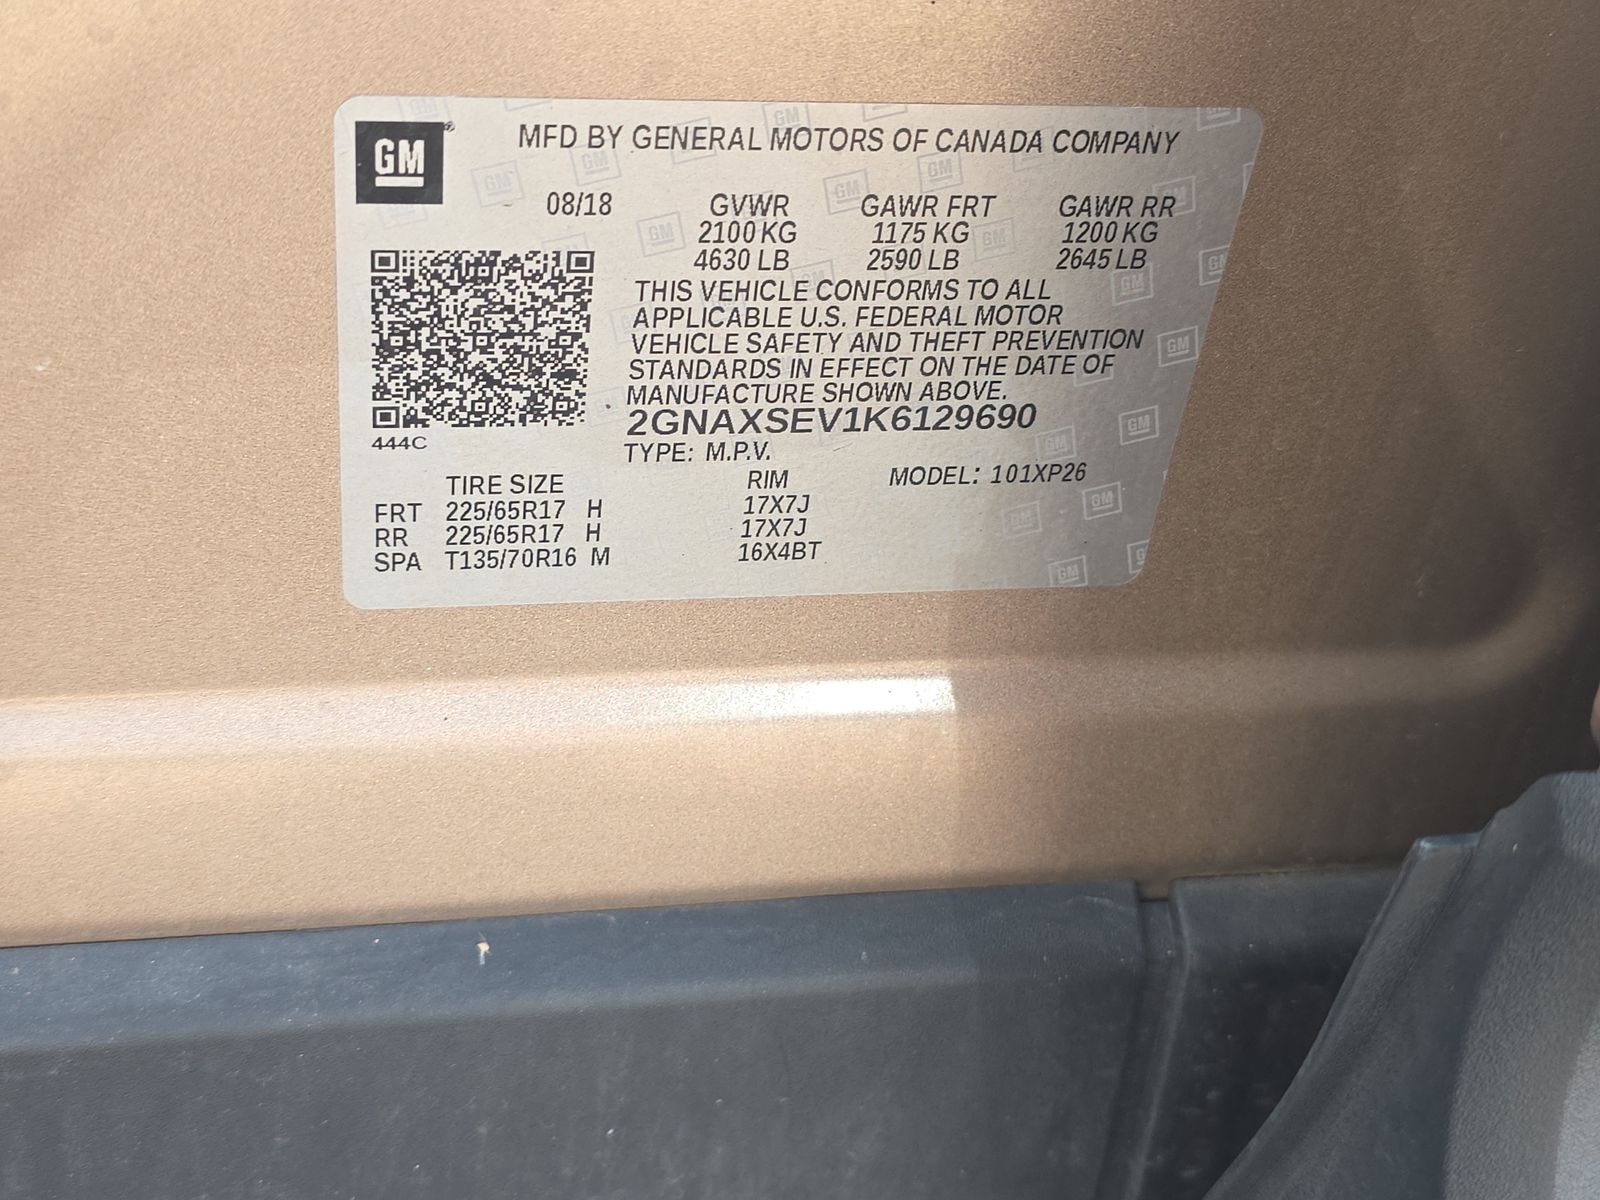 GM
MFD BY GENERAL MOTORS OF CANADA COMPANY
08/18 GVWR GAWR FRT GAWR RR
2100 KG 1175 KG 1200 KG
4630 LB 2590 LB 2645 LB
THIS VEHICLE CONFORMS TO ALL
APPLICABLE U.S. FEDERAL MOTOR
VEHICLE SAFETY AND THEFT PREVENTION
STANDARDS IN EFFECT ON THE DATE OF
MANUFACTURE SHOWN ABOVE.
2GNAXSEV1K6129690
444C
TYPE: M.P.V.
TIRE SIZE RIM MODEL: 101XP26
FRT 225/65R17 H 17X7J
RR 225/65R17 H 17X7J
SPA T135/70R16 M 16X4BT